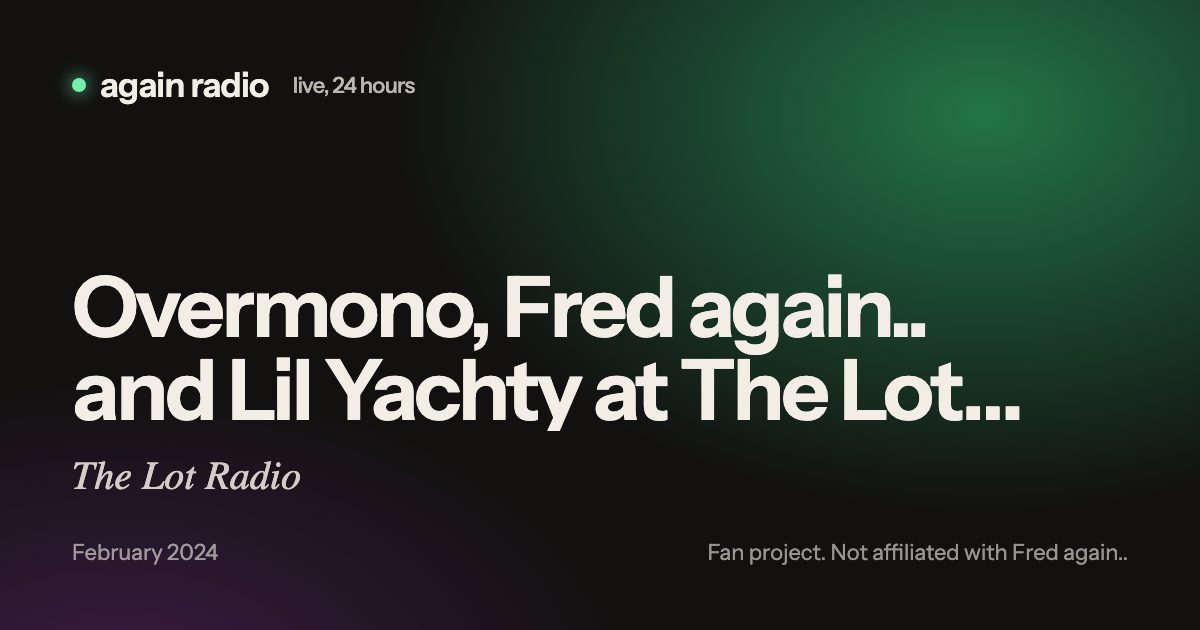 again radio live, 24 hours
Overmono, Fred again..
and Lil Yachty at The Lot...
The Lot Radio
February 2024
Fan project. Not affiliated with Fred again..